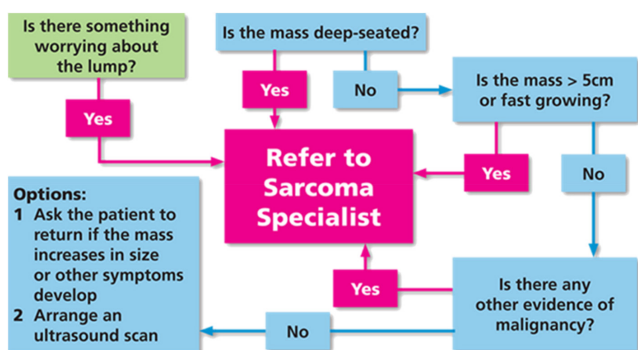 Is there something
worrying about
the lump?
Yes
Is the mass deep-seated?
Yes
No
Is the mass > 5cm
or fast growing?
Yes
No
Refer to
Sarcoma
Specialist
Options:
1 Ask the patient to
return if the mass
increases in size
or other symptoms
develop
2 Arrange an
ultrasound scan
Is there any
other evidence of
malignancy?
Yes
No